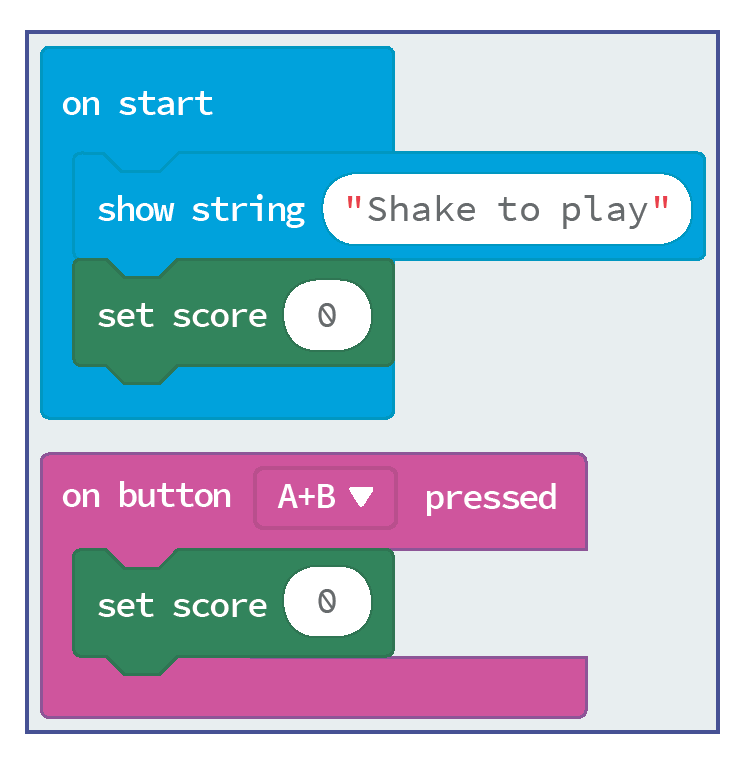 on start
show string "Shake to play"
set score 0
on button A+B ▼ pressed
set score 0